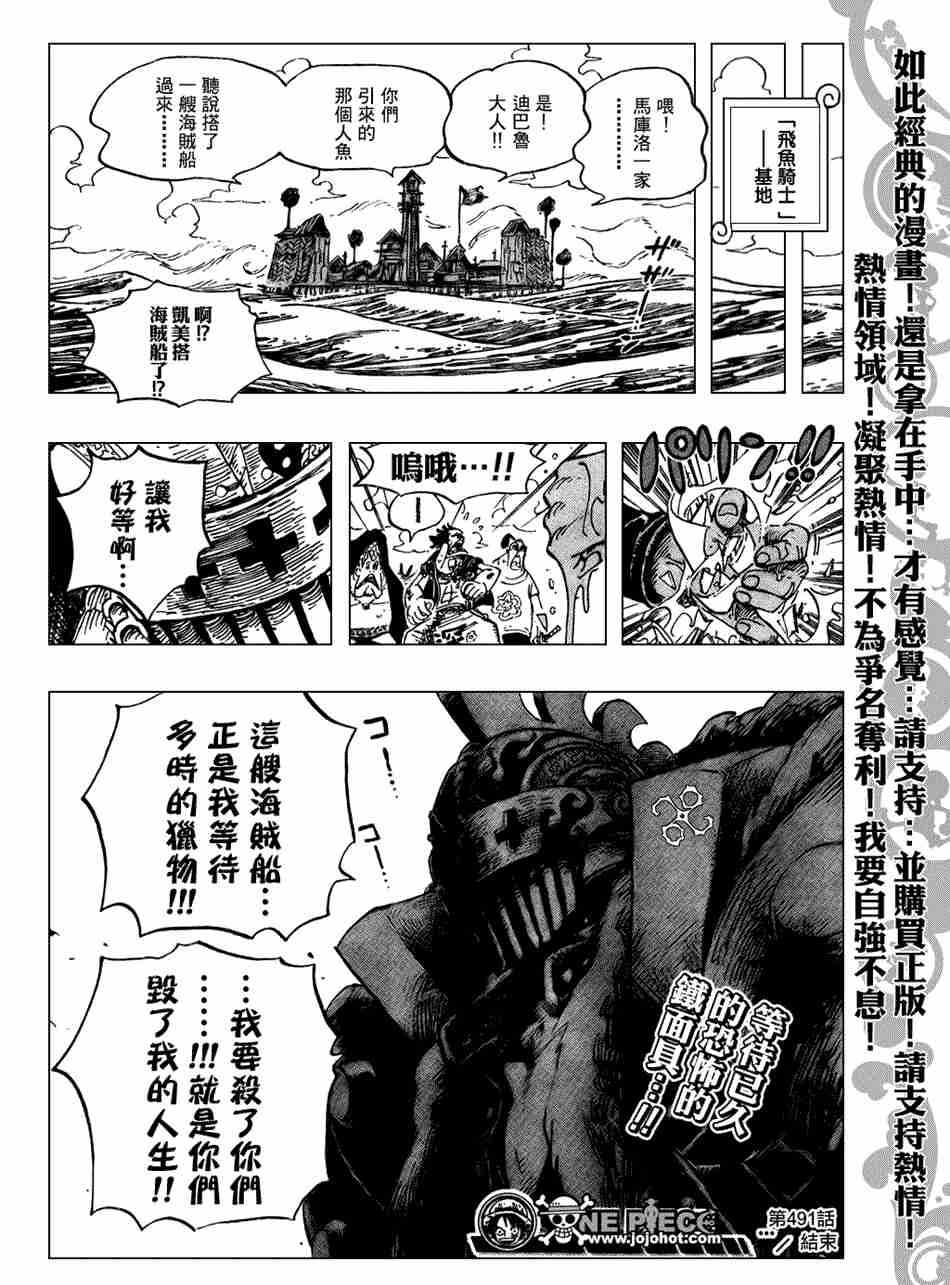 「飛魚騎士」
──基地
喂！
馬庫洛一家
是！
迪巴魯
大人!!
你們
引來的
那個人魚
聽說搭了
一艘海賊船
過來………
啊!?
凱美搭
海賊船了!?
パリーン!!
嗚哦…!!
讓我
好等啊…
コー…
コー…
這艘海賊船…
正是我等待
多時的獵物!!!
…我要殺了你們
……!!!就是你們
毀了我的人生!!
等待已久
的恐怖的
鐵面具…!!
ONE PIECE
www.jojohot.com
第491話
…／結束
如此經典的漫畫！還是拿在手中…才有感覺…請支持…並購買正版！請支持熱情！
熱情領域！凝聚熱情！不為爭名奪利！我要自強不息！